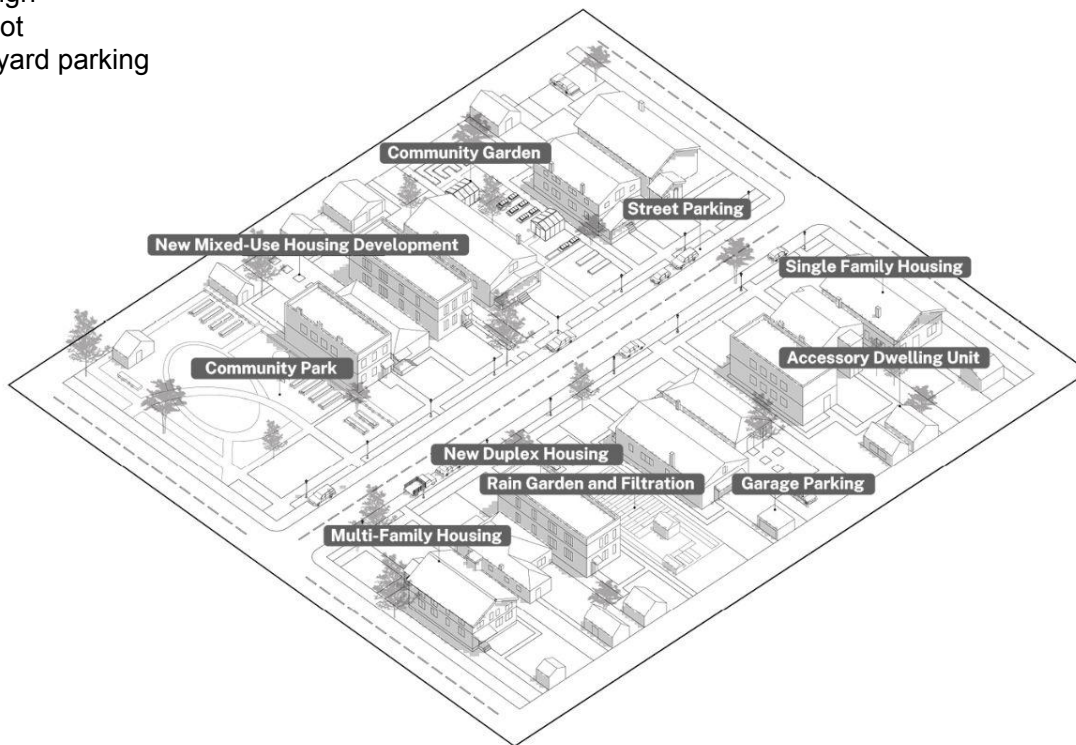 ot
yard parking
Community Garden
Street Parking
New Mixed-Use Housing Development
Single Family Housing
Accessory Dwelling Unit
Community Park
New Duplex Housing
Rain Garden and Filtration
Garage Parking
Multi-Family Housing